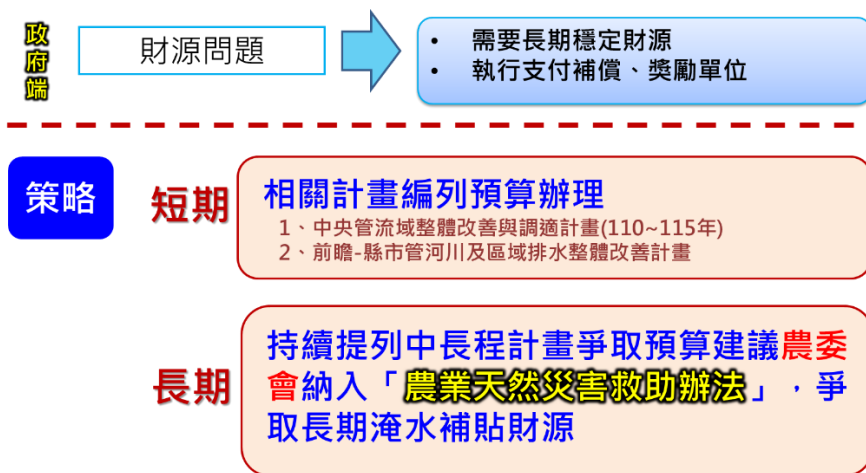 政府端
財源問題
• 需要長期穩定財源
• 執行支付補償、獎勵單位
策略
短期
相關計畫編列預算辦理
1、中央管流域整體改善與調適計畫(110~115年)
2、前瞻-縣市管河川及區域排水整體改善計畫
長期
持續提列中長程計畫爭取預算建議農委
會納入「農業天然災害救助辦法」，爭
取長期淹水補貼財源